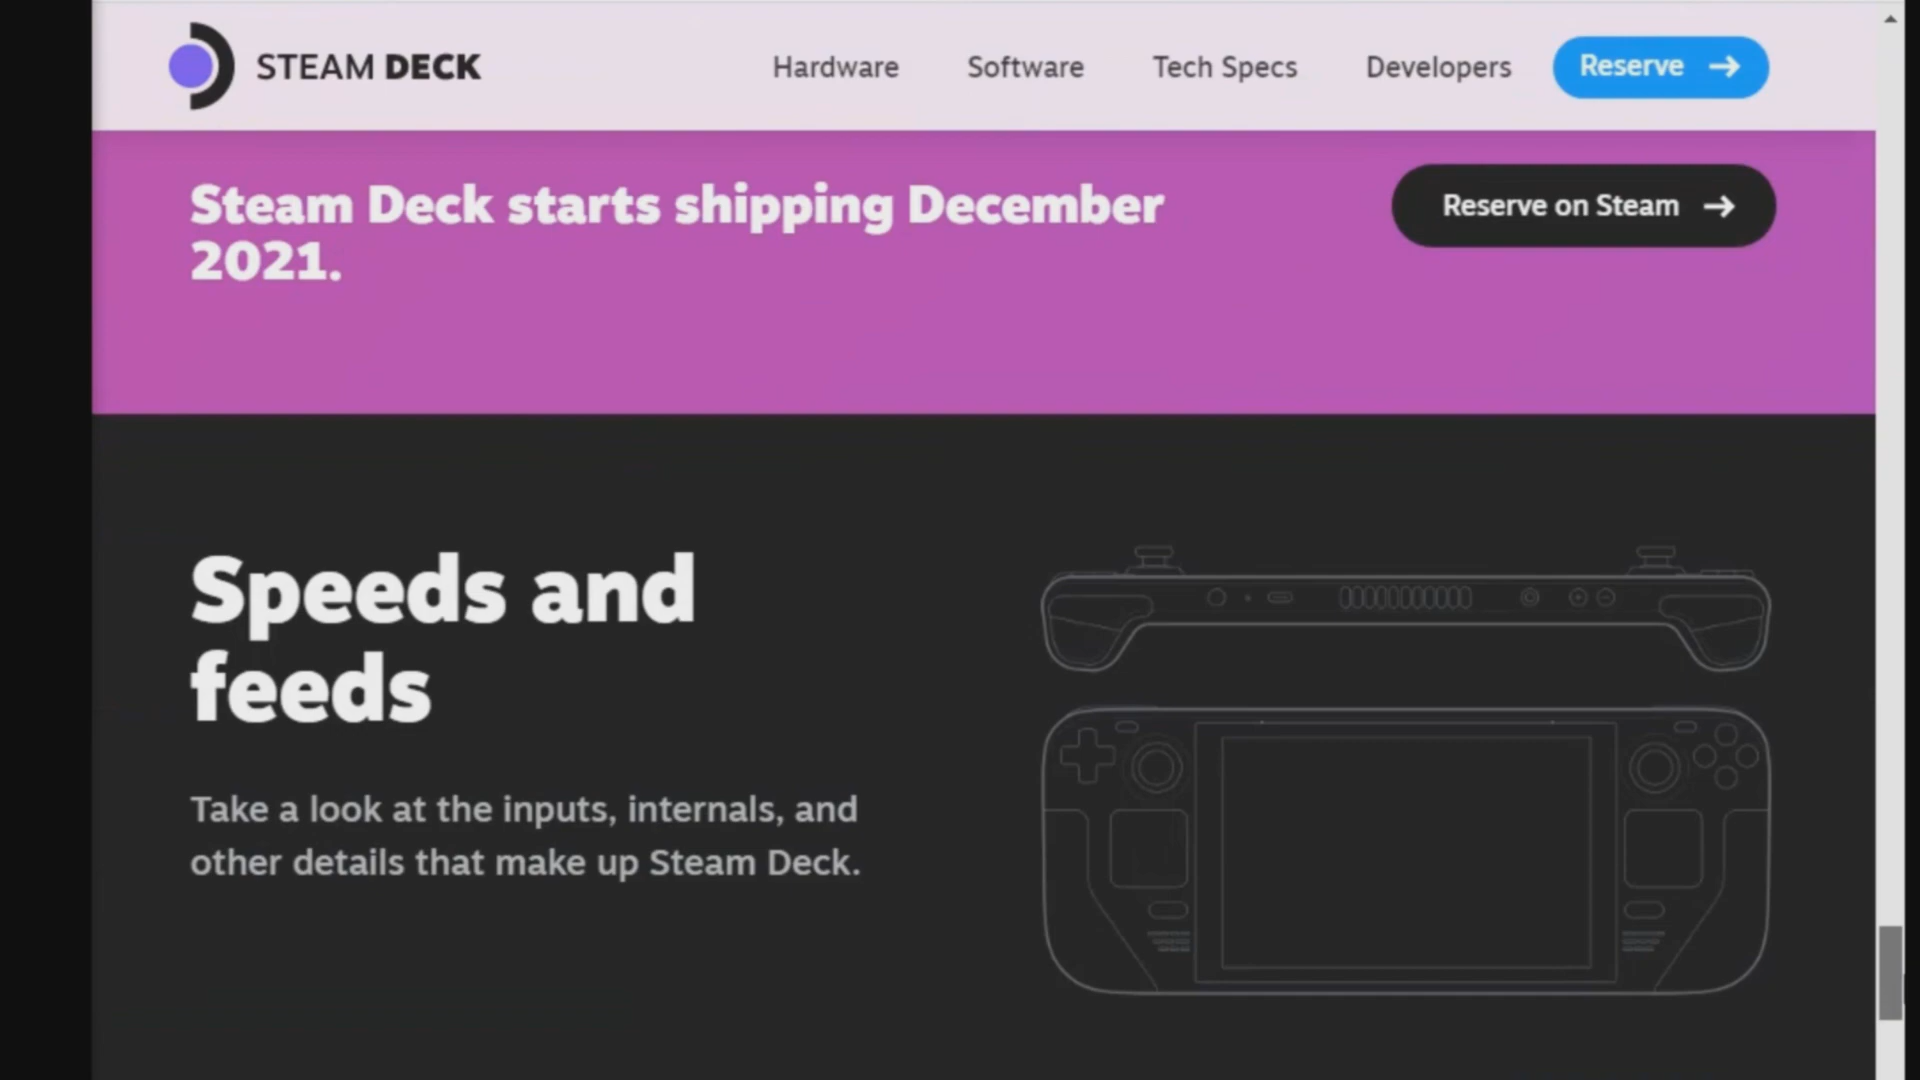 STEAM DECK
Hardware
Software
Tech Specs
Developers
Reserve
Steam Deck starts shipping December
2021.
Reserve on Steam
Speeds and
feeds
Take a look at the inputs, internals, and
other details that make up Steam Deck.